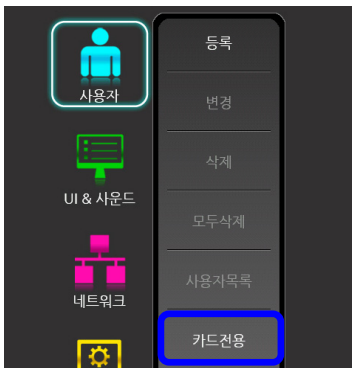 사용자
UI & 사운드
네트워크
등록
변경
삭제
모두삭제
사용자목록
카드전용